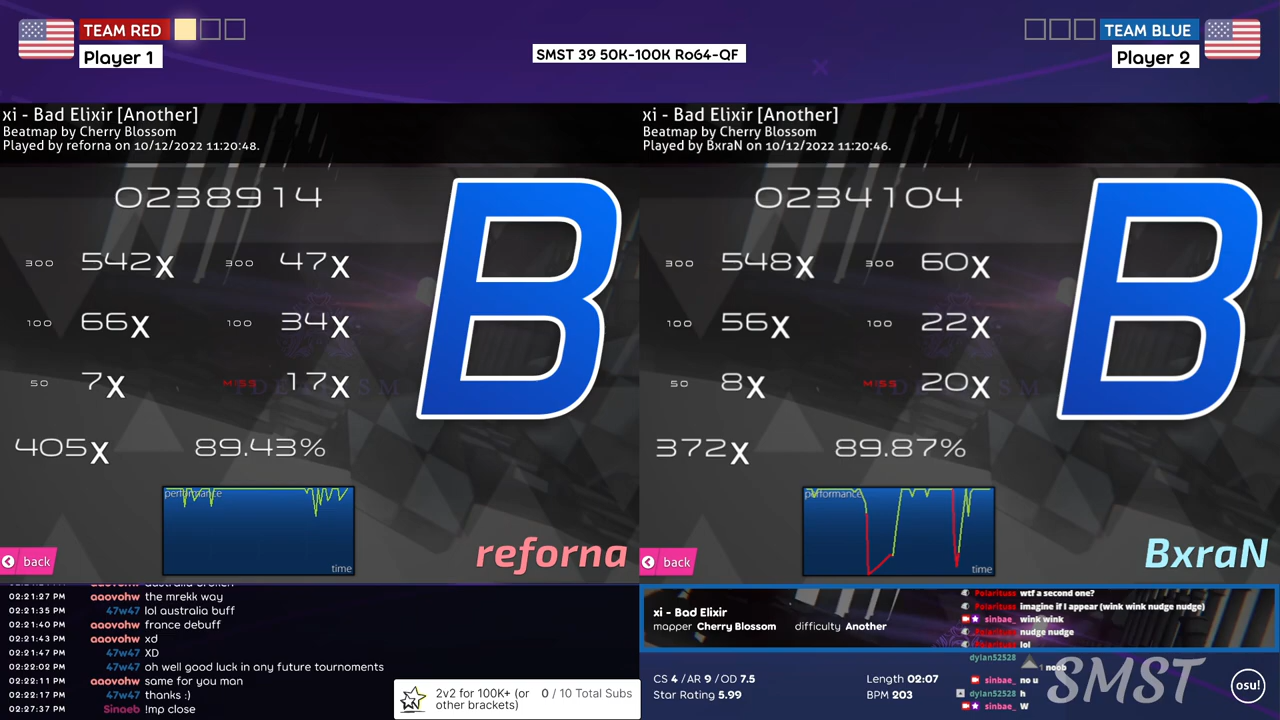 TEAM RED
Player 1
SMST 39 50K-100K Ro64-QF
TEAM BLUE
Player 2
xi - Bad Elixir [Another]
Beatmap by Cherry Blossom
Played by reforna on 10/12/2022 11:20:48.
0238914
300 542x 300 47x
100 66x 100 34x
50 7x MISS 17x
405x 89.43%
performance
time
back
reforna
xi - Bad Elixir [Another]
Beatmap by Cherry Blossom
Played by BxraN on 10/12/2022 11:20:46.
0234104
300 548x 300 60x
100 56x 100 22x
50 8x MISS 20x
372x 89.87%
performance
time
back
BxraN
B
B
02:21:27 PM aaovohw the mrekk way
02:21:35 PM 47w47 lol australia buff
02:21:40 PM aaovohw france debuff
02:21:43 PM aaovohw xd
02:21:47 PM 47w47 XD
02:22:02 PM 47w47 oh well good luck in any future tournoments
02:22:11 PM aaovohw same for you man
02:22:17 PM 47w47 thanks :)
02:27:37 PM Sinaeb !mp close
2v2 for 100K+ (or other brackets)
0 / 10 Total Subs
xi - Bad Elixir
mapper Cherry Blossom difficulty Another
Polarituss wtf a second one?
Polarituss imagine if I appear (wink wink nudge nudge)
sinbae_ wink wink
Polarituss nudge nudge
Polarituss lol
dylan52528
1 noob
sinbae_ no u
dylan52528 h
sinbae_ W
CS 4 / AR 9 / OD 7.5
Star Rating 5.99
Length 02:07
BPM 203
SMST
osu!